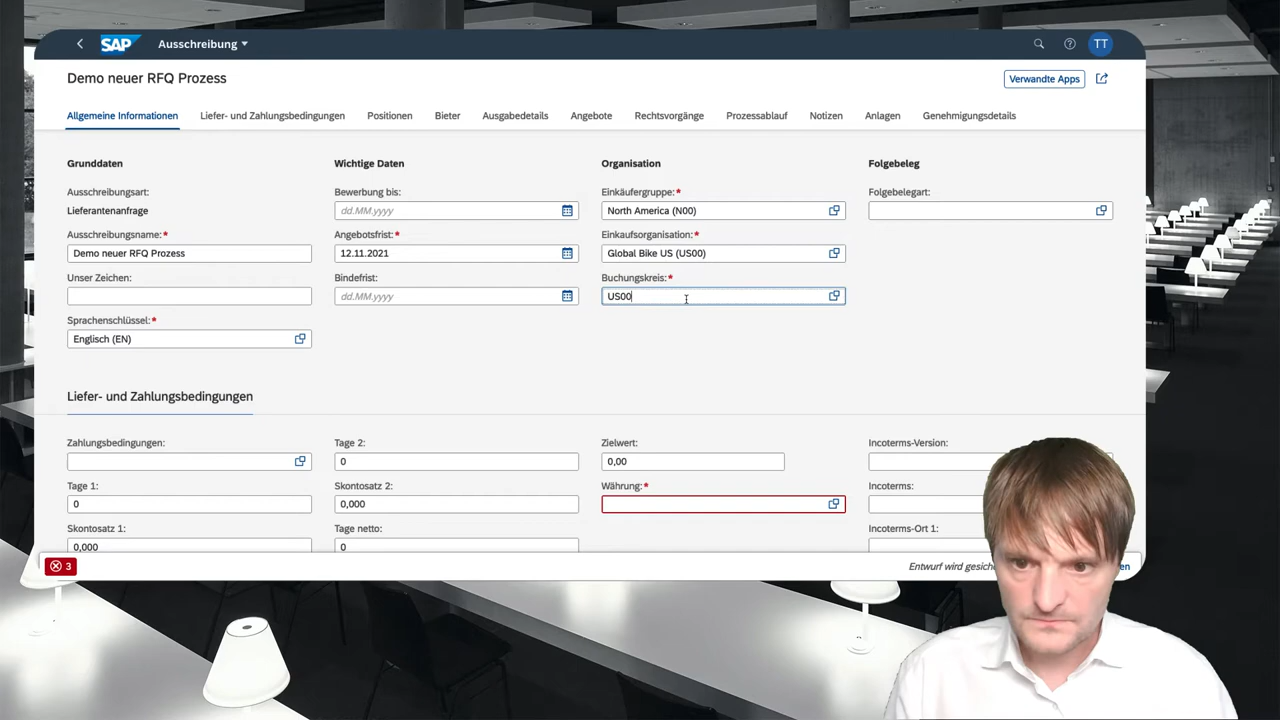 SAP Ausschreibung TT
Demo neuer RFQ Prozess Verwandte Apps
Allgemeine Informationen Liefer- und Zahlungsbedingungen Positionen Bieter Ausgabedetails Angebote Rechtsvorgänge Prozessablauf Notizen Anlagen Genehmigungsdetails
Grunddaten Wichtige Daten Organisation Folgebeleg
Ausschreibungsart: Bewerbung bis: Einkäufergruppe:* Folgebelegart:
Lieferantenanfrage dd.MM.yyyy North America (N00)
Ausschreibungsname:* Angebotsfrist:* Einkaufsorganisation:*
Demo neuer RFQ Prozess 12.11.2021 Global Bike US (US00)
Unser Zeichen: Bindefrist: Buchungskreis:*
dd.MM.yyyy US00
Sprachenschlüssel:*
Englisch (EN)
Liefer- und Zahlungsbedingungen
Zahlungsbedingungen: Tage 2: Zielwert: Incoterms-Version:
0 0,00
Tage 1: Skontosatz 2: Währung:* Incoterms:
0 0,000
Skontosatz 1: Tage netto: Incoterms-Ort 1:
0,000 0
3 Entwurf wird